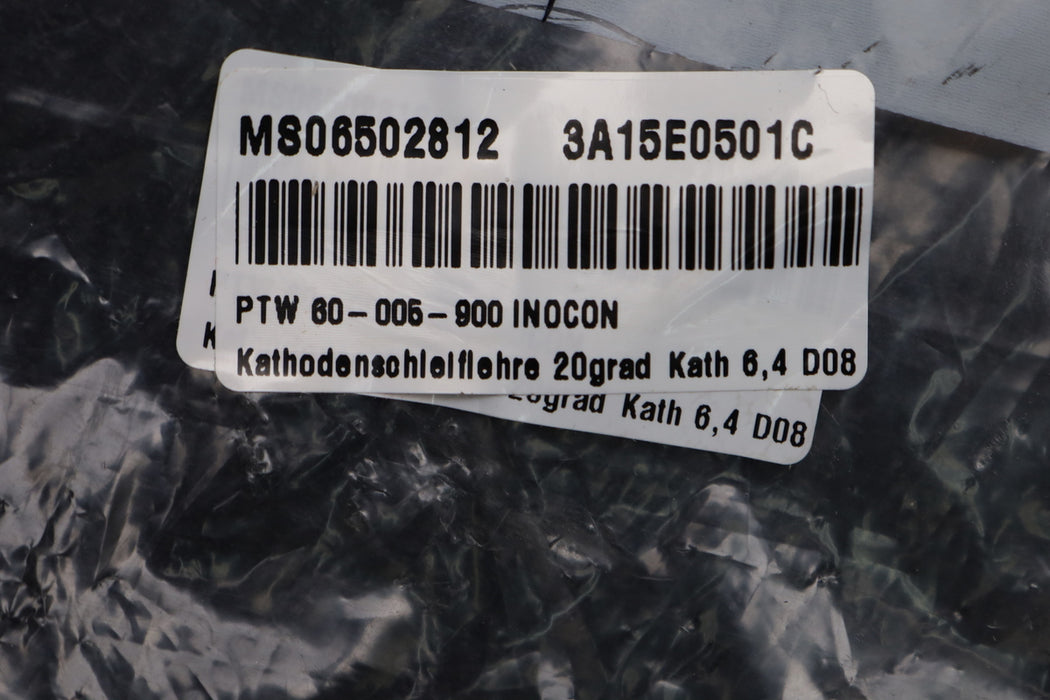 MS06502812 3A15E0501C
PTW 60-005-900 INOCON
Kathodenschleiflehre 20grad Kath 6,4 D08
K
20grad Kath 6,4 D08